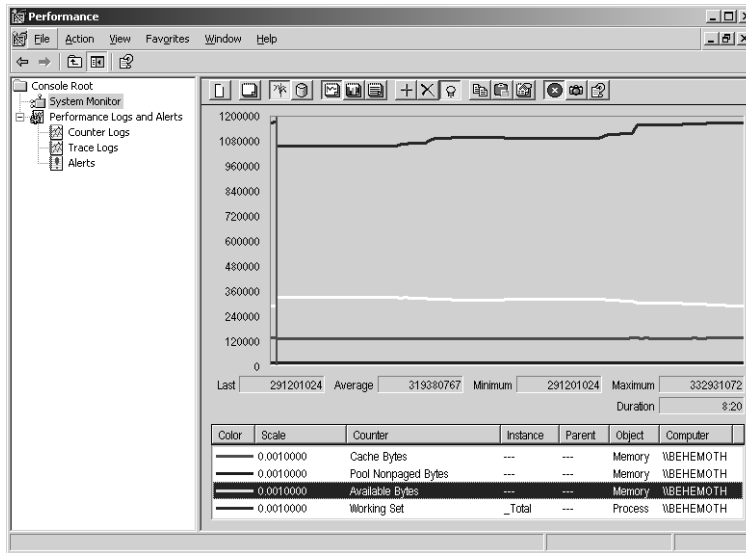 Performance
File Action View Favorites Window Help
Console Root
System Monitor
Performance Logs and Alerts
Counter Logs
Trace Logs
Alerts
1200000
1080000
960000
840000
720000
600000
480000
360000
240000
120000
0
Last 291201024 Average 319380767 Minimum 291201024 Maximum 332931072
Duration 8:20
Color Scale Counter Instance Parent Object Computer
0.0010000 Cache Bytes --- --- Memory \\BEHEMOTH
0.0010000 Pool Nonpaged Bytes --- --- Memory \\BEHEMOTH
0.0010000 Available Bytes --- --- Memory \\BEHEMOTH
0.0010000 Working Set _Total --- Process \\BEHEMOTH